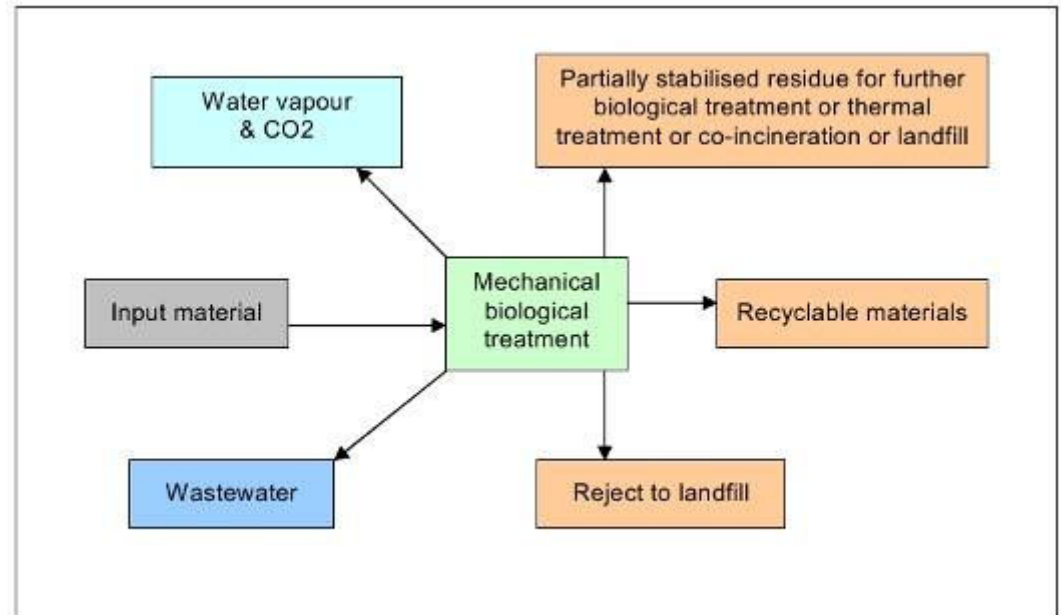 Water vapour
& CO2
Partially stabilised residue for further
biological treatment or thermal
treatment or co-incineration or landfill
Input material
Mechanical
biological
treatment
Recyclable materials
Wastewater
Reject to landfill